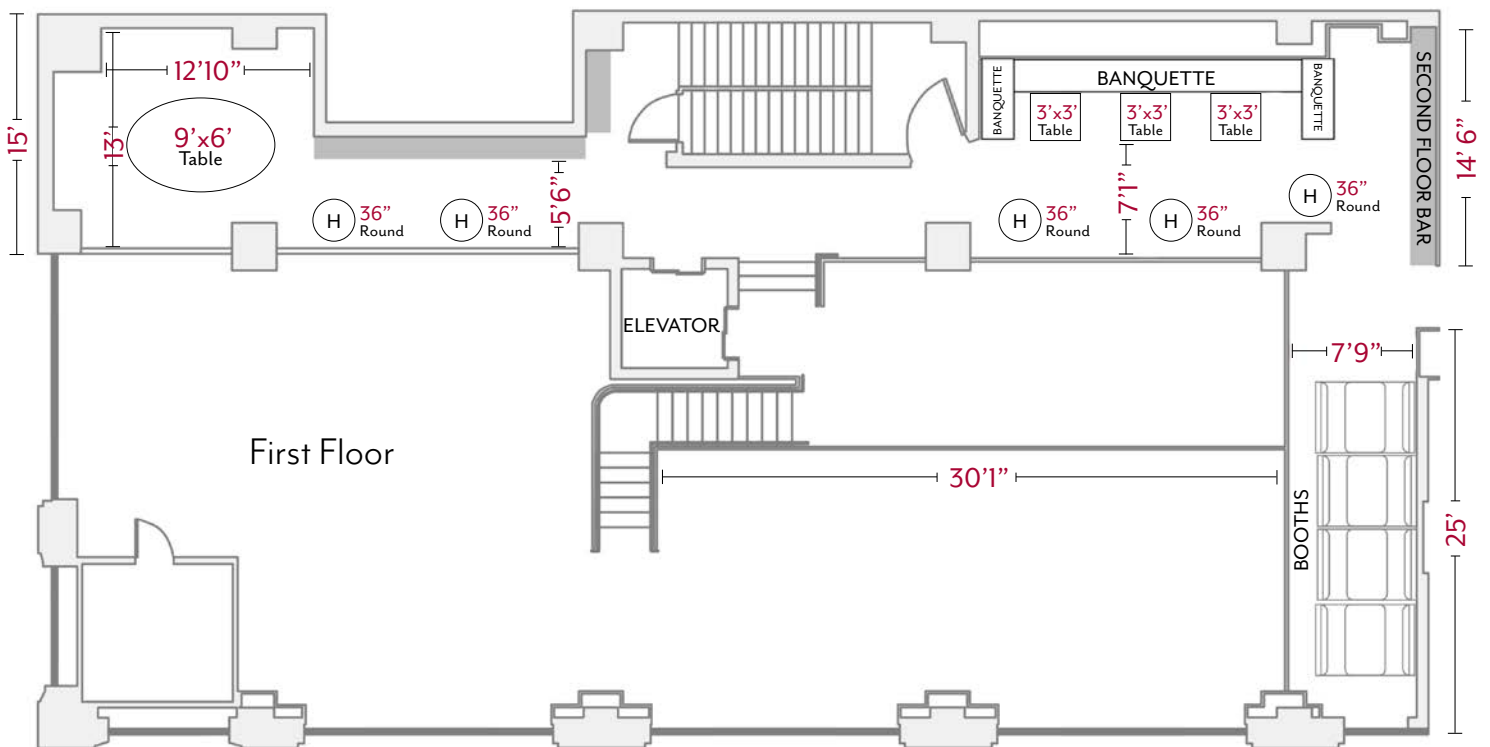 12'10"
15'
13'
9'x6'
Table
H
36"
Round
H
36"
Round
5'6"
BANQUETTE
BANQUETTE
BANQUETTE
3'x3'
Table
3'x3'
Table
3'x3'
Table
7'1"
H
36"
Round
H
36"
Round
H
36"
Round
SECOND FLOOR BAR
14' 6"
ELEVATOR
7'9"
First Floor
30'1"
BOOTHS
25'